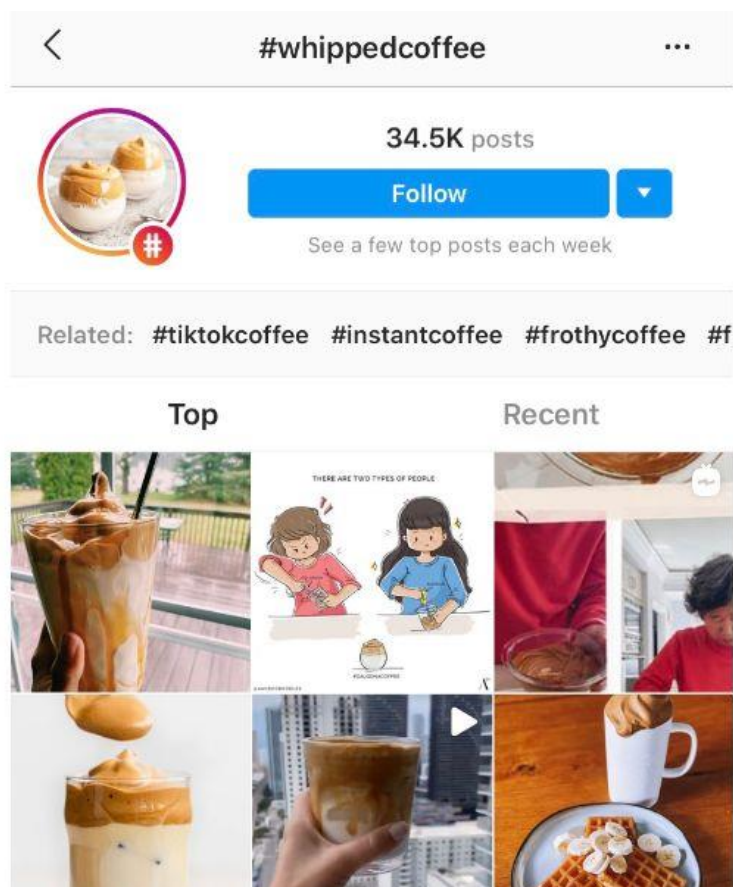 #whippedcoffee
34.5K posts
Follow
See a few top posts each week
Related: #tiktokcoffee #instantcoffee #frothycoffee #f
Top
Recent
THERE ARE TWO TYPES OF PEOPLE
#DALGONACOFFEE